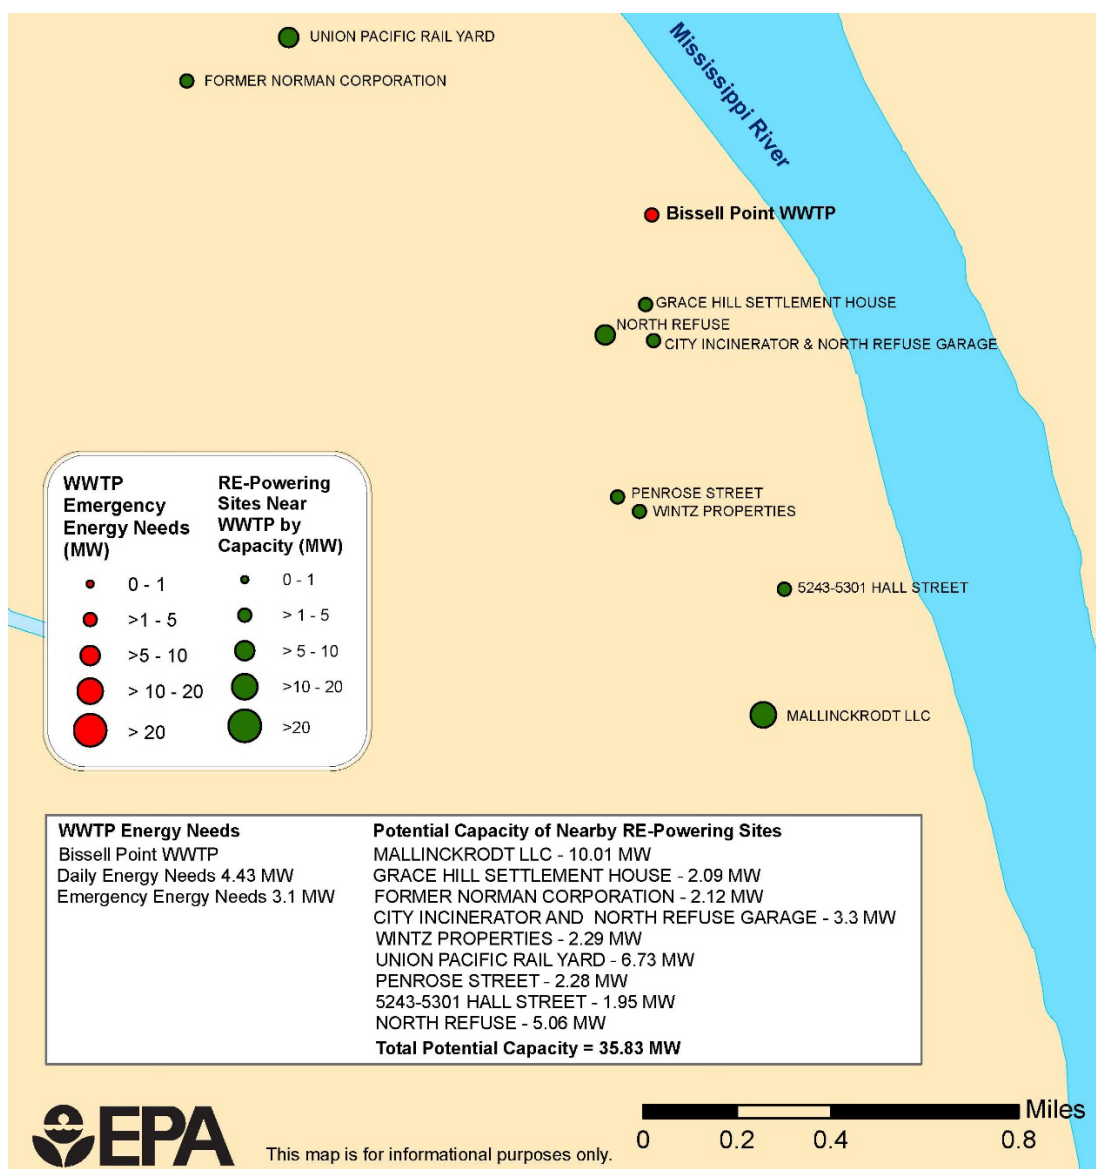 UNION PACIFIC RAIL YARD
FORMER NORMAN CORPORATION
Mississippi River
Bissell Point WWTP
GRACE HILL SETTLEMENT HOUSE
NORTH REFUSE
CITY INCINERATOR & NORTH REFUSE GARAGE
PENROSE STREET
WINTZ PROPERTIES
5243-5301 HALL STREET
MALLINCKRODT LLC
WWTP
Emergency
Energy Needs
(MW)
0 - 1
>1 - 5
>5 - 10
> 10 - 20
> 20
RE-Powering
Sites Near
WWTP by
Capacity (MW)
0 - 1
> 1 - 5
> 5 - 10
>10 - 20
>20
WWTP Energy Needs
Bissell Point WWTP
Daily Energy Needs 4.43 MW
Emergency Energy Needs 3.1 MW
Potential Capacity of Nearby RE-Powering Sites
MALLINCKRODT LLC - 10.01 MW
GRACE HILL SETTLEMENT HOUSE - 2.09 MW
FORMER NORMAN CORPORATION - 2.12 MW
CITY INCINERATOR AND NORTH REFUSE GARAGE - 3.3 MW
WINTZ PROPERTIES - 2.29 MW
UNION PACIFIC RAIL YARD - 6.73 MW
PENROSE STREET - 2.28 MW
5243-5301 HALL STREET - 1.95 MW
NORTH REFUSE - 5.06 MW
Total Potential Capacity = 35.83 MW
EPA
This map is for informational purposes only.
Miles
0 0.2 0.4 0.8